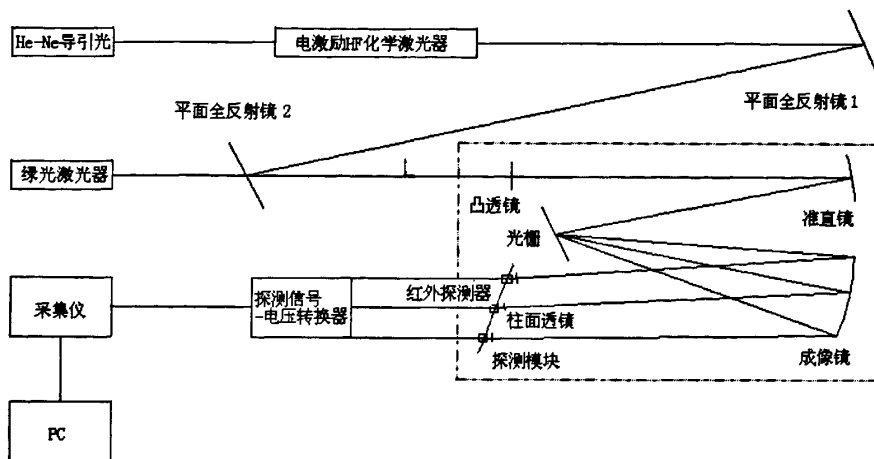 He-Ne导引光
电激励HF化学激光器
平面全反射镜1
平面全反射镜2
绿光激光器
凸透镜
准直镜
光栅
采集仪
探测信号
-电压转换器
红外探测器
柱面透镜
探测模块
成像镜
PC